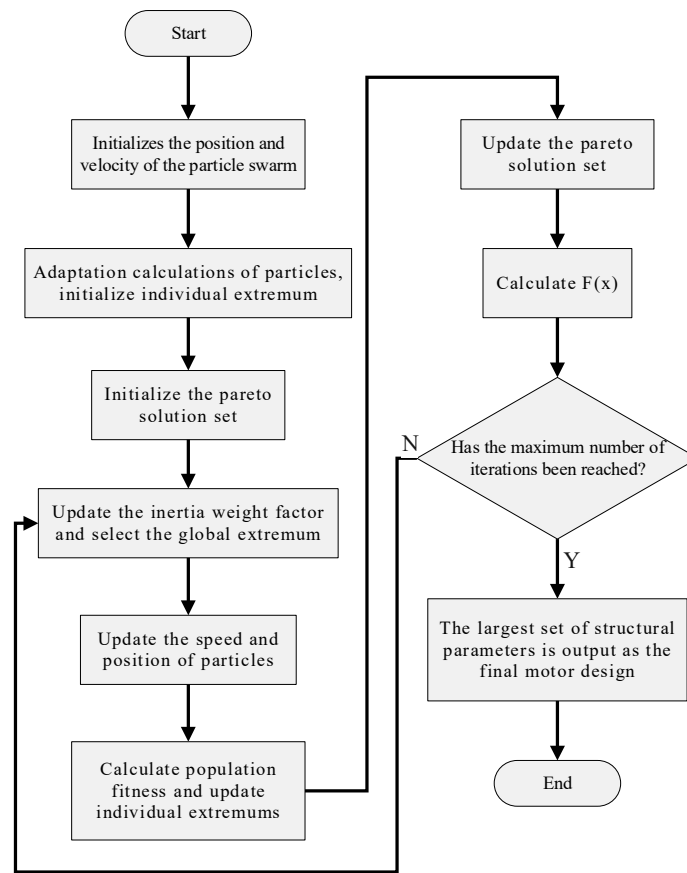 Start
Initializes the position and
velocity of the particle swarm
Adaptation calculations of particles,
initialize individual extremum
Initialize the pareto
solution set
Update the inertia weight factor
and select the global extremum
Update the speed and
position of particles
Calculate population
fitness and update
individual extremums
Update the pareto
solution set
Calculate F(x)
N
Has the maximum number of
iterations been reached?
Y
The largest set of structural
parameters is output as the
final motor design
End